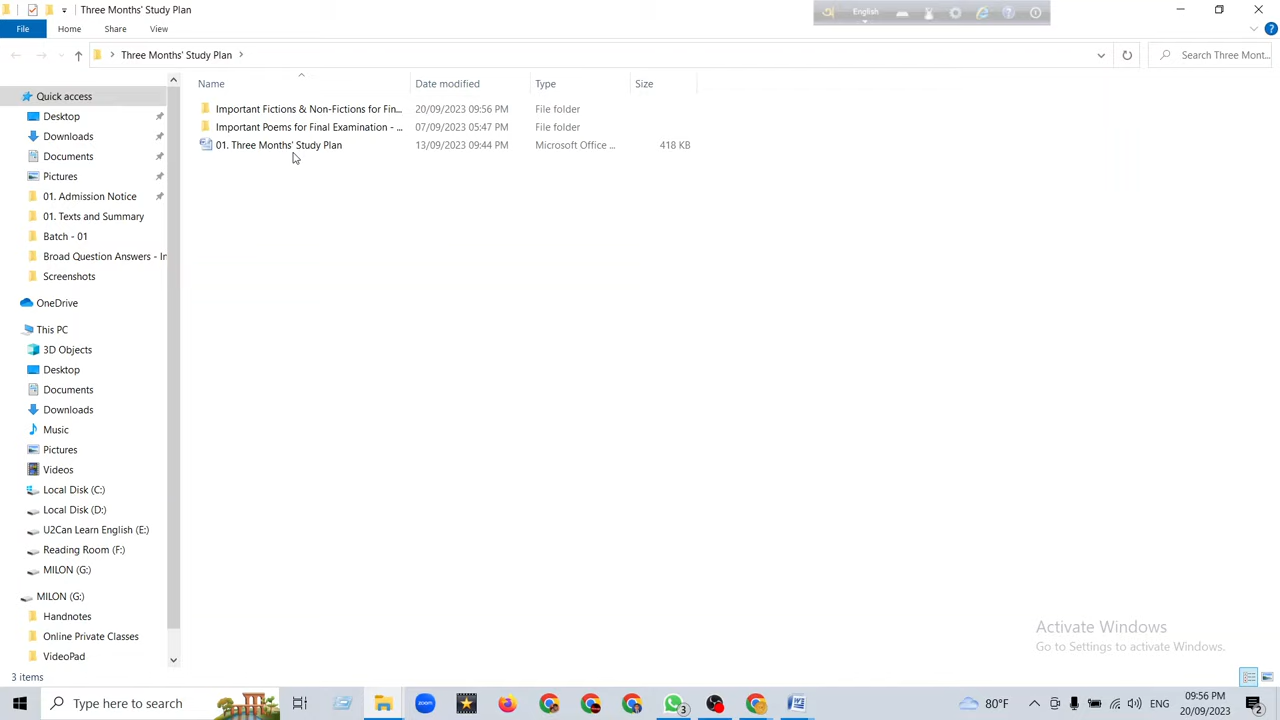 Three Months' Study Plan
English
File Home Share View
Three Months' Study Plan
Search Three Mont...
Name Date modified Type Size
Important Fictions & Non-Fictions for Fin... 20/09/2023 09:56 PM File folder
Important Poems for Final Examination - ... 07/09/2023 05:47 PM File folder
01. Three Months' Study Plan 13/09/2023 09:44 PM Microsoft Office ... 418 KB
Quick access
Desktop
Downloads
Documents
Pictures
01. Admission Notice
01. Texts and Summary
Batch - 01
Broad Question Answers - In
Screenshots
OneDrive
This PC
3D Objects
Desktop
Documents
Downloads
Music
Pictures
Videos
Local Disk (C:)
Local Disk (D:)
U2Can Learn English (E:)
Reading Room (F:)
MILON (G:)
MILON (G:)
Handnotes
Online Private Classes
VideoPad
Activate Windows
Go to Settings to activate Windows.
3 items
Type here to search
zoom
3
80°F
ENG
09:56 PM
20/09/2023
2